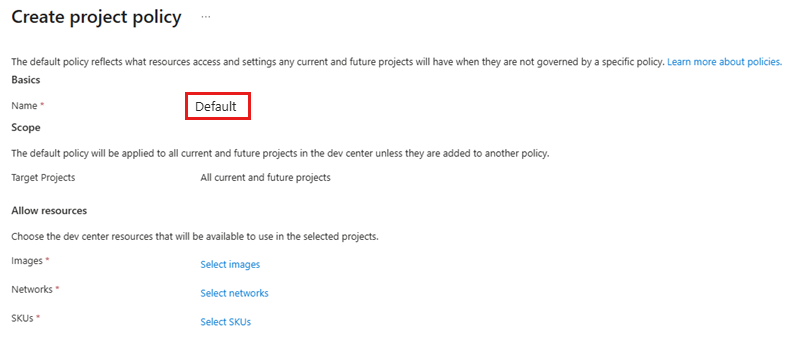 Create project policy ...
The default policy reflects what resources access and settings any current and future projects will have when they are not governed by a specific policy. Learn more about policies.
Basics
Name * Default
Scope
The default policy will be applied to all current and future projects in the dev center unless they are added to another policy.
Target Projects All current and future projects
Allow resources
Choose the dev center resources that will be available to use in the selected projects.
Images * Select images
Networks * Select networks
SKUs * Select SKUs